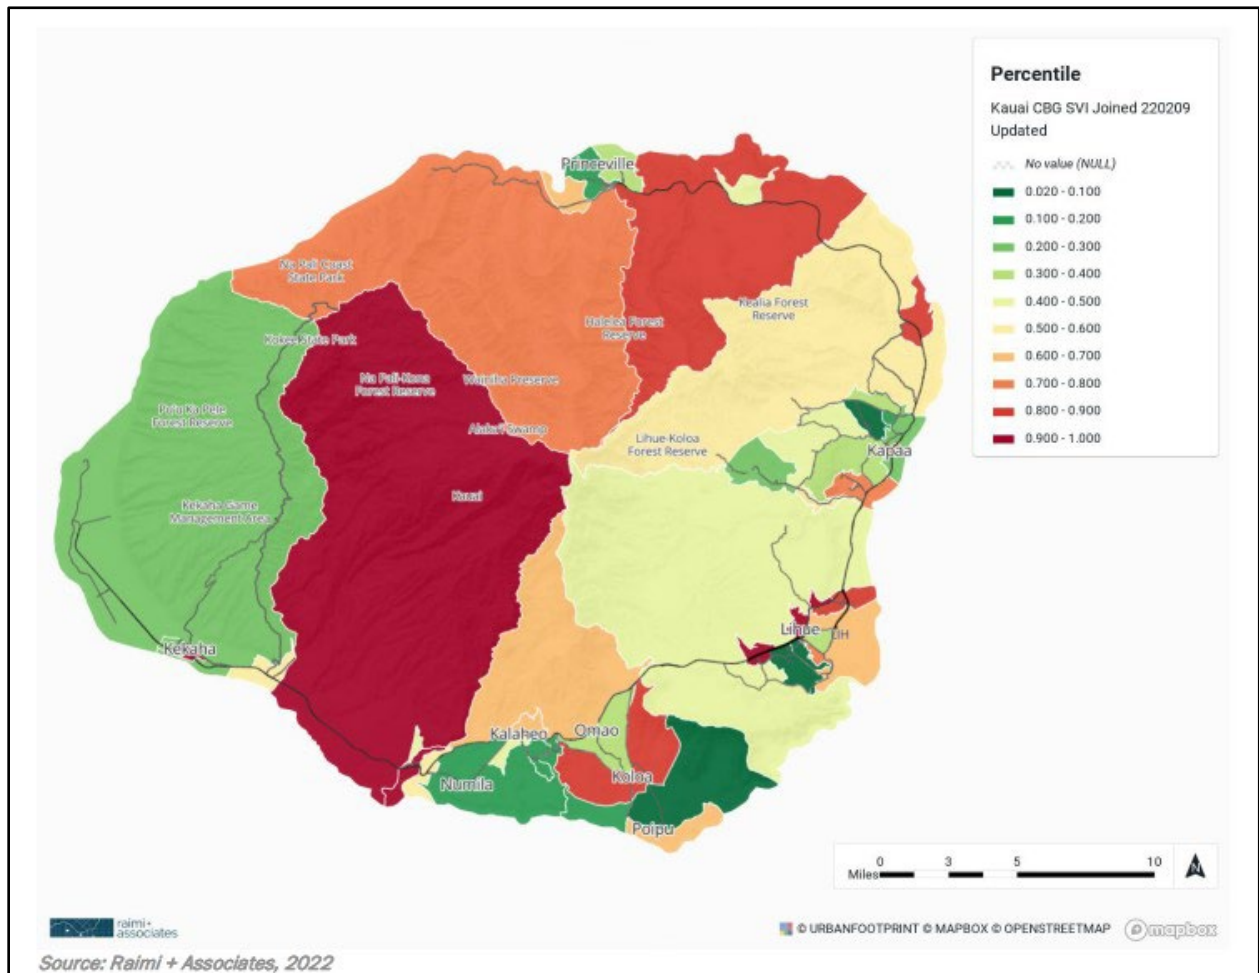 Percentile
Kauai CBG SVI Joined 220209
Updated
No value (NULL)
0.020 - 0.100
0.100 - 0.200
0.200 - 0.300
0.300 - 0.400
0.400 - 0.500
0.500 - 0.600
0.600 - 0.700
0.700 - 0.800
0.800 - 0.900
0.900 - 1.000
Princeville
Na Pali Coast
State Park
Kokee State Park
Halelea Forest
Reserve
Kealia Forest
Reserve
Na Pali-Kona
Forest Reserve
Wainiha Preserve
Puu Ka Pele
Forest Reserve
Alakai Swamp
Lihue-Koloa
Forest Reserve
Kapaa
Kauai
Kekaha Game
Management Area
Lihue
LIH
Kekaha
Kalaheo
Omao
Numila
Koloa
Poipu
0 3 5 10
Miles
N
raimi+
associates
© URBANFOOTPRINT © MAPBOX © OPENSTREETMAP
mapbox
Source: Raimi + Associates, 2022